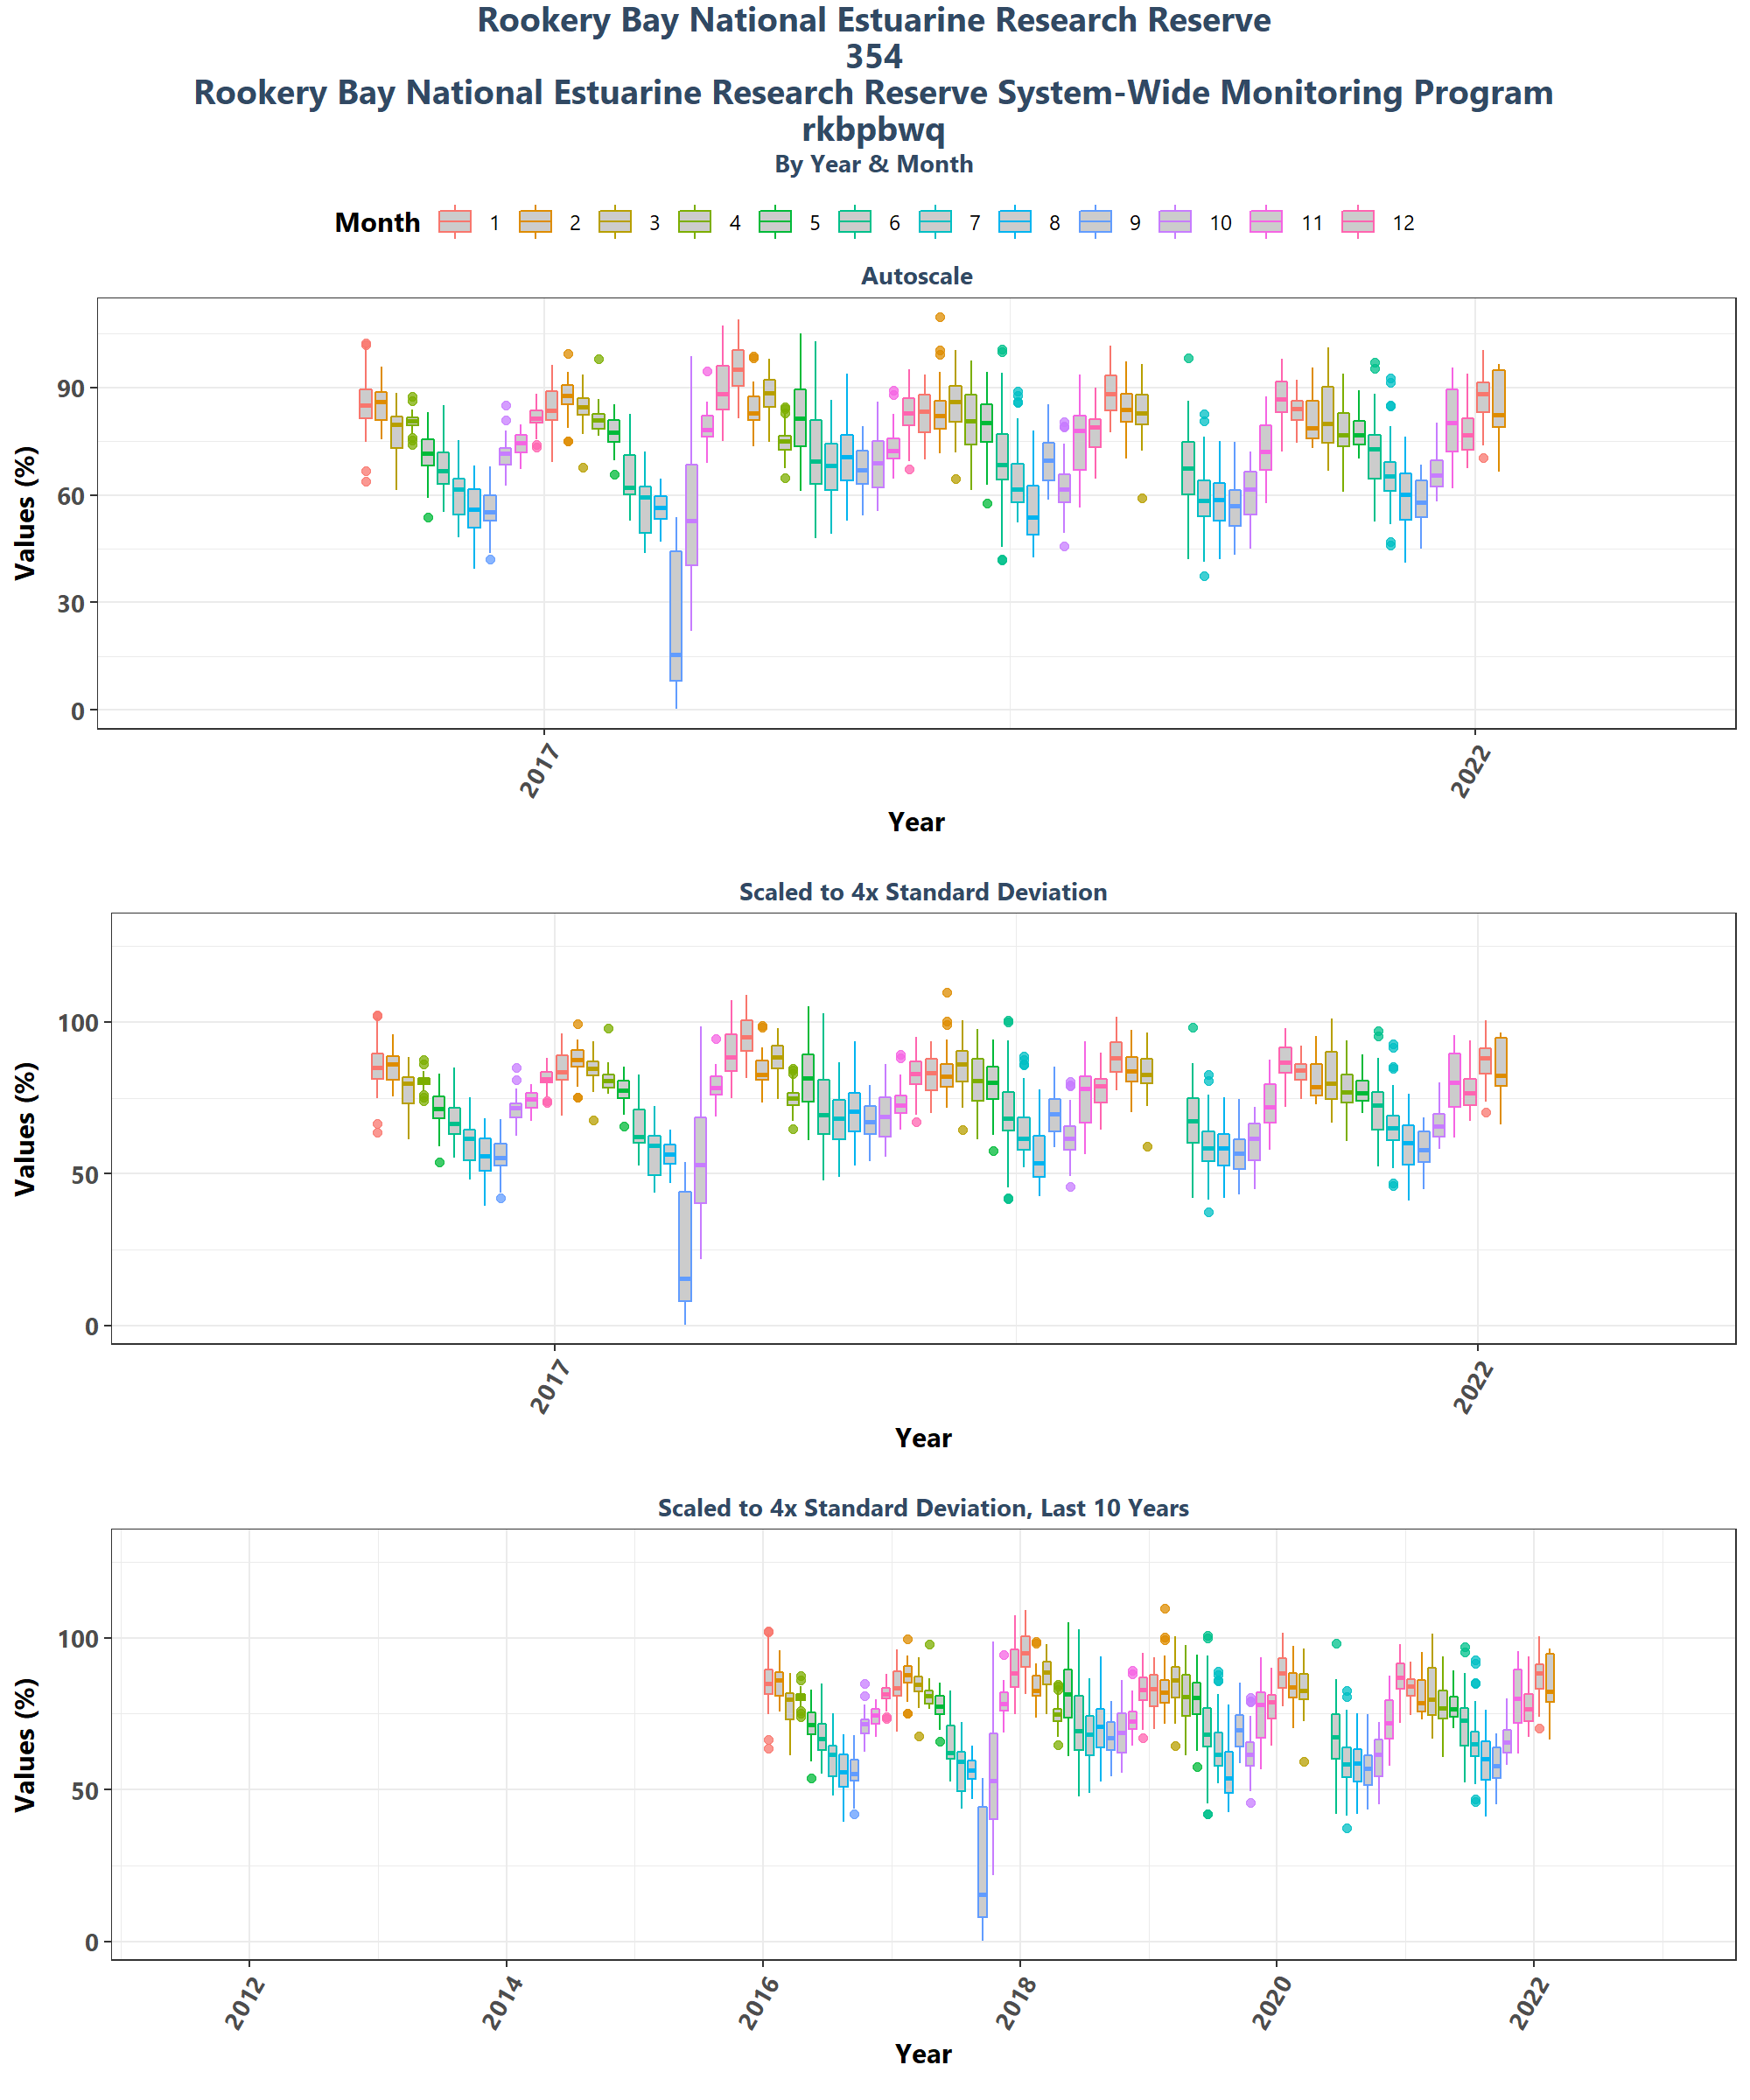 Rookery Bay National Estuarine Research Reserve
354
Rookery Bay National Estuarine Research Reserve System-Wide Monitoring Program
rkbpbwq
By Year & Month
Month 1 2 3 4 5 6 7 8 9 10 11 12
Autoscale
Values (%)
90
60
30
0
2017 2022
Year
Scaled to 4x Standard Deviation
Values (%)
100
50
0
2017 2022
Year
Scaled to 4x Standard Deviation, Last 10 Years
Values (%)
100
50
0
2012 2014 2016 2018 2020 2022
Year